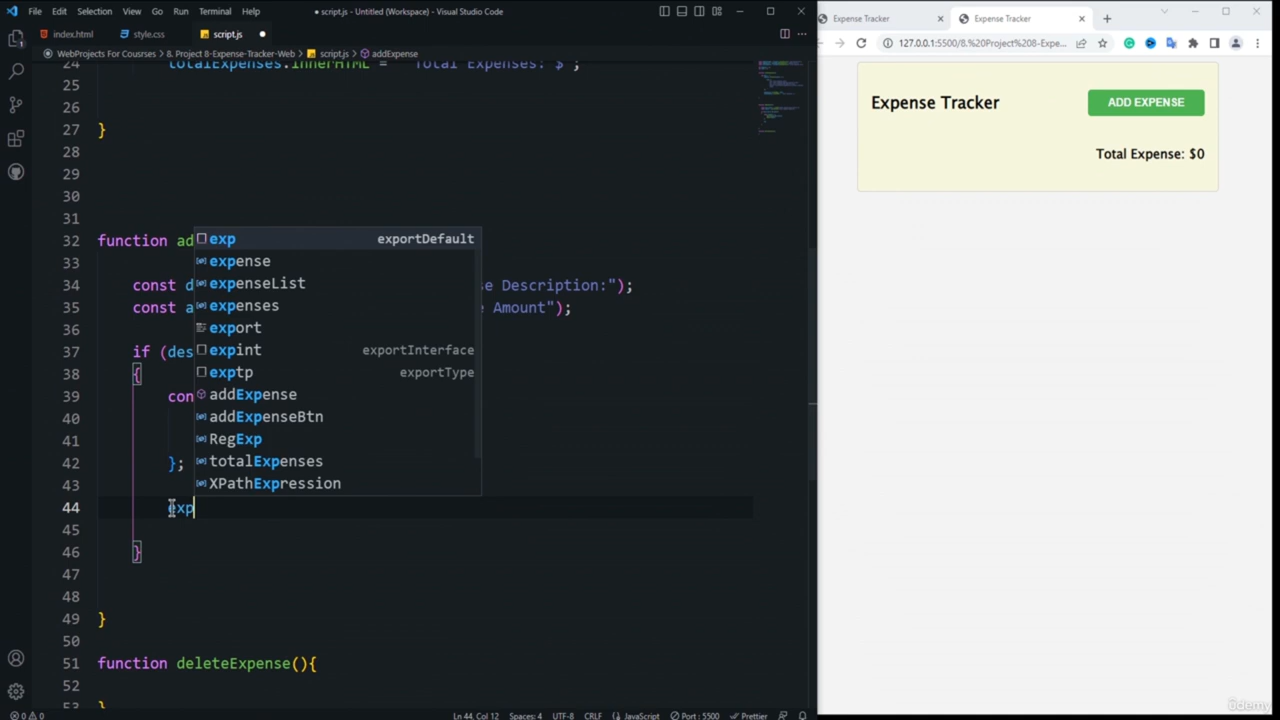 File Edit Selection View Go Run Terminal Help
script.js - Untitled (Workspace) - Visual Studio Code
index.html style.css script.js
WebProjects For Courses > 8. Project 8-Expense-Tracker-Web > script.js > addExpense
24 totalExpenses.innerHTML = "Total Expenses: $";
25
26
27 }
28
29
30
31
32 function ad
33
34 const d se Description:");
35 const a e Amount");
36
37 if (des
38 {
39 con
40
41
42 };
43
44 exp
45
46 }
47
48
49 }
50
51 function deleteExpense(){
52
53 }
exp exportDefault
expense
expenseList
expenses
export
expint exportInterface
exptp exportType
addExpense
addExpenseBtn
RegExp
totalExpenses
XPathExpression
0 0 Ln 44, Col 12 Spaces: 4 UTF-8 CRLF JavaScript Port : 5500 Prettier
Expense Tracker Expense Tracker
127.0.0.1:5500/8.%20Project%208-Expe...
Expense Tracker ADD EXPENSE
Total Expense: $0
ûdemy